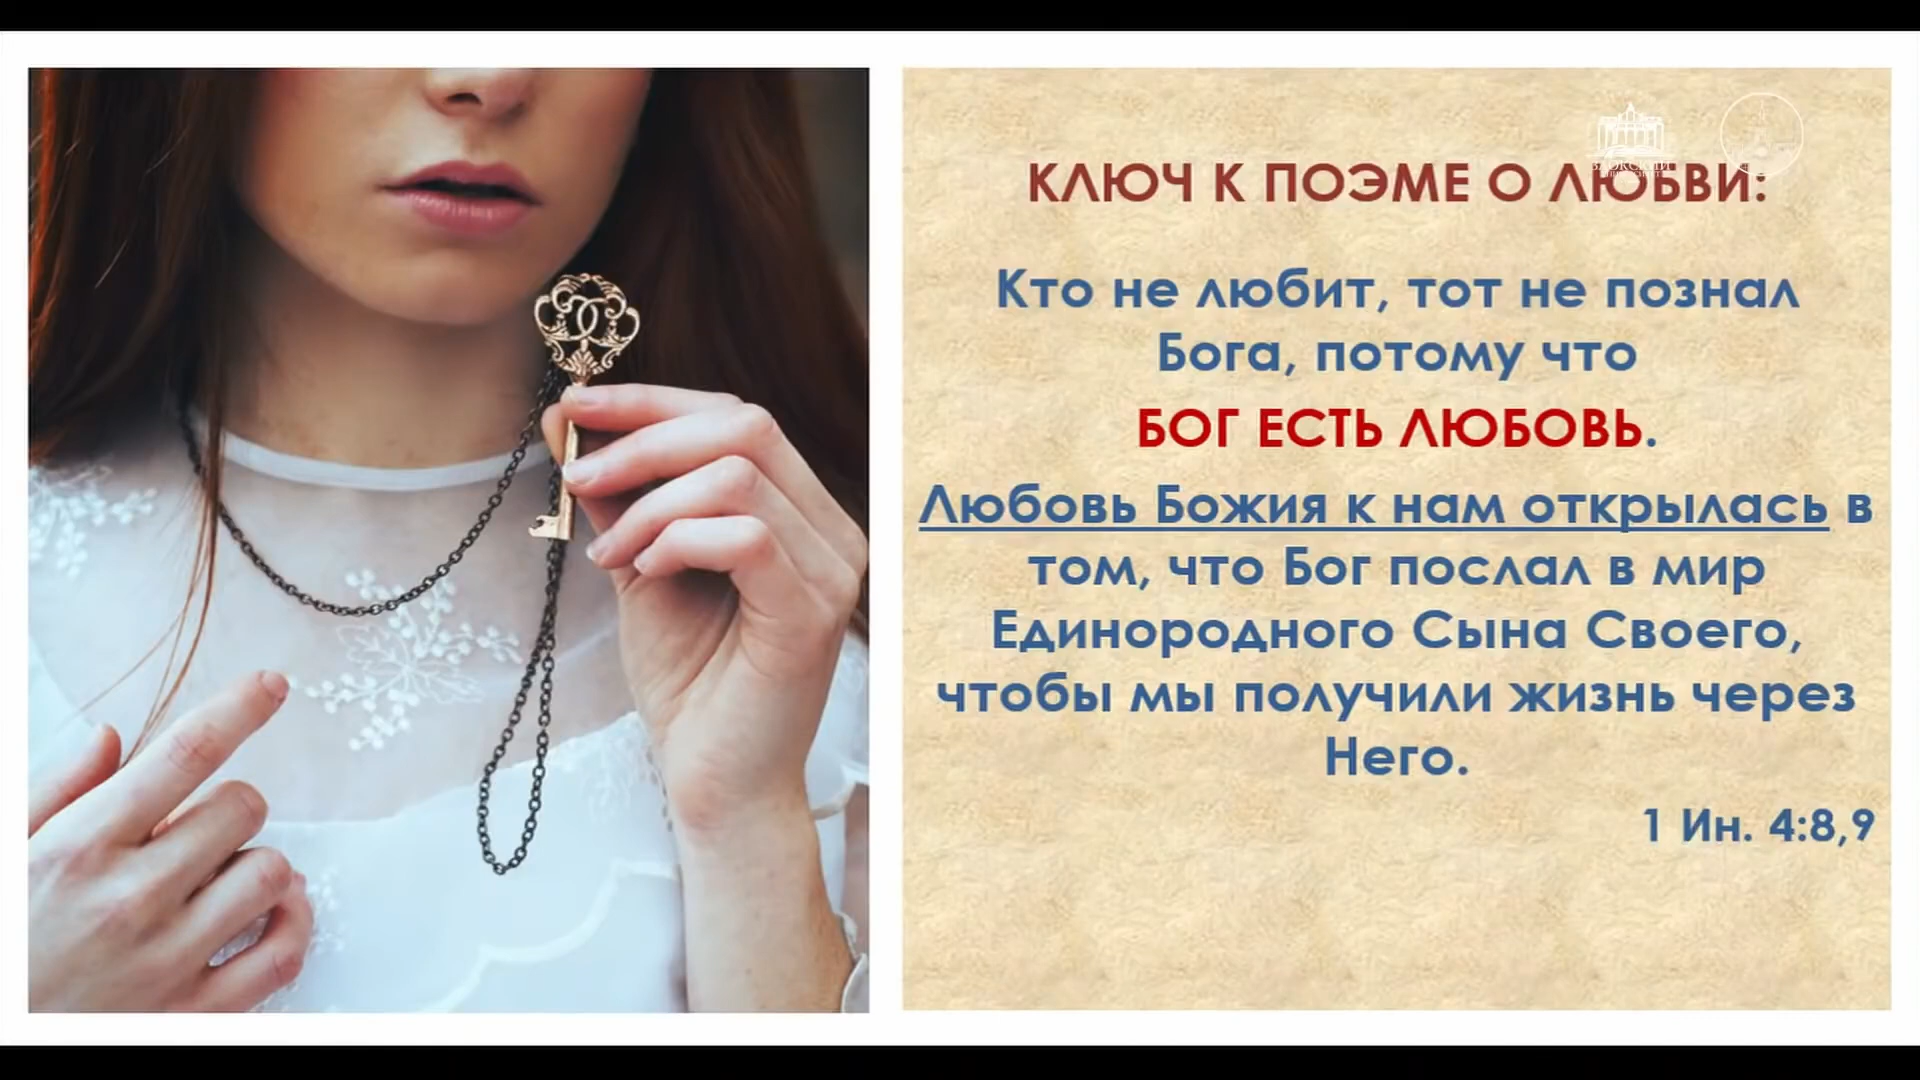 КЛЮЧ К ПОЭМЕ О ЛЮБВИ:
Кто не любит, тот не познал
Бога, потому что
БОГ ЕСТЬ ЛЮБОВЬ.
Любовь Божия к нам открылась в
том, что Бог послал в мир
Единородного Сына Своего,
чтобы мы получили жизнь через
Него.
1 Ин. 4:8,9